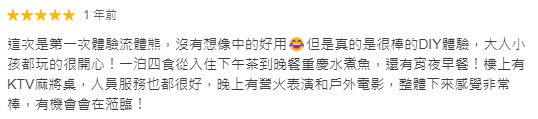 ★★★★★ 1 年前
這次是第一次體驗流體熊，沒有想像中的好用😂但是真的是很棒的DIY體驗，大人小
孩都玩的很開心！一泊四食從入住下午茶到晚餐重慶水煮魚，還有宵夜早餐！樓上有
KTV麻將桌，人員服務也都很好，晚上有營火表演和戶外電影，整體下來感覺非常
棒，有機會會在蒞臨！